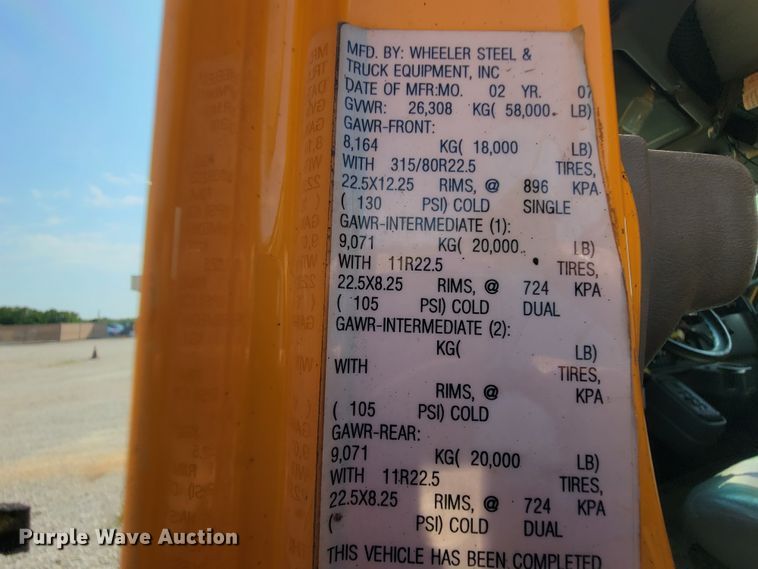 MFD. BY: WHEELER STEEL &
TRUCK EQUIPMENT, INC
DATE OF MFR:MO. 02 YR. 07
GVWR: 26,308 KG( 58,000 LB)
GAWR-FRONT:
8,164 KG( 18,000 LB)
WITH 315/80R22.5 TIRES,
22.5X12.25 RIMS, @ 896 KPA
( 130 PSI) COLD SINGLE
GAWR-INTERMEDIATE (1):
9,071 KG( 20,000 LB)
WITH 11R22.5 TIRES,
22.5X8.25 RIMS, @ 724 KPA
( 105 PSI) COLD DUAL
GAWR-INTERMEDIATE (2):
KG( LB)
WITH TIRES,
RIMS, @ KPA
( 105 PSI) COLD
GAWR-REAR:
9,071 KG( 20,000 LB)
WITH 11R22.5 TIRES,
22.5X8.25 RIMS, @ 724 KPA
( PSI) COLD DUAL
THIS VEHICLE HAS BEEN COMPLETED
Purple Wave Auction